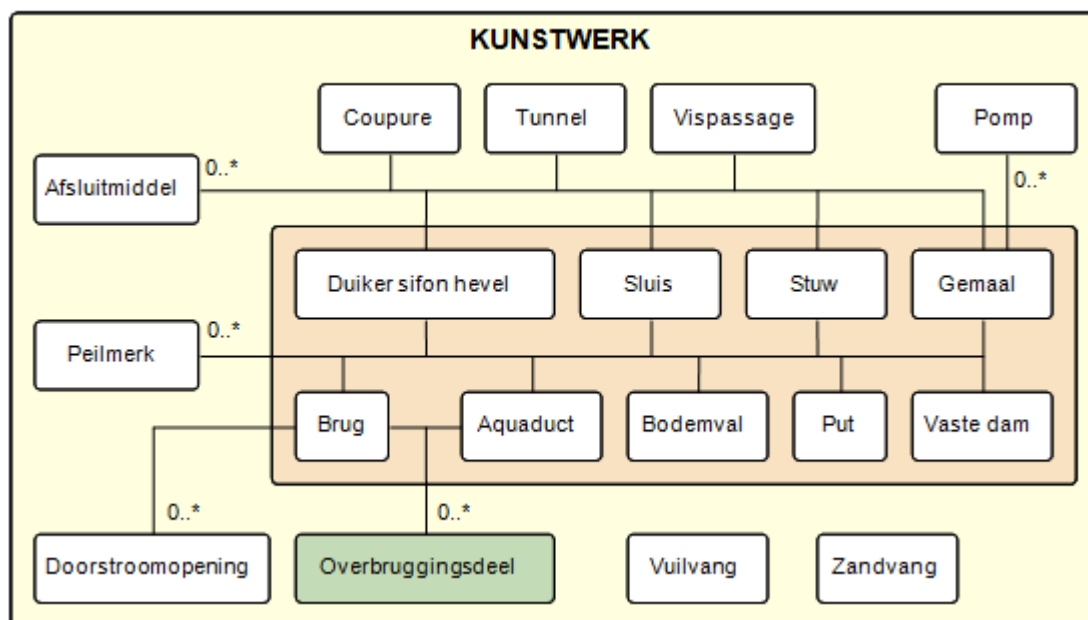 KUNSTWERK
Coupure
Tunnel
Vispassage
Pomp
Afsluitmiddel
0..*
0..*
Duiker sifon hevel
Sluis
Stuw
Gemaal
Peilmerk
0..*
Brug
Aquaduct
Bodemval
Put
Vaste dam
0..*
0..*
Doorstroomopening
Overbruggingsdeel
Vuilvang
Zandvang